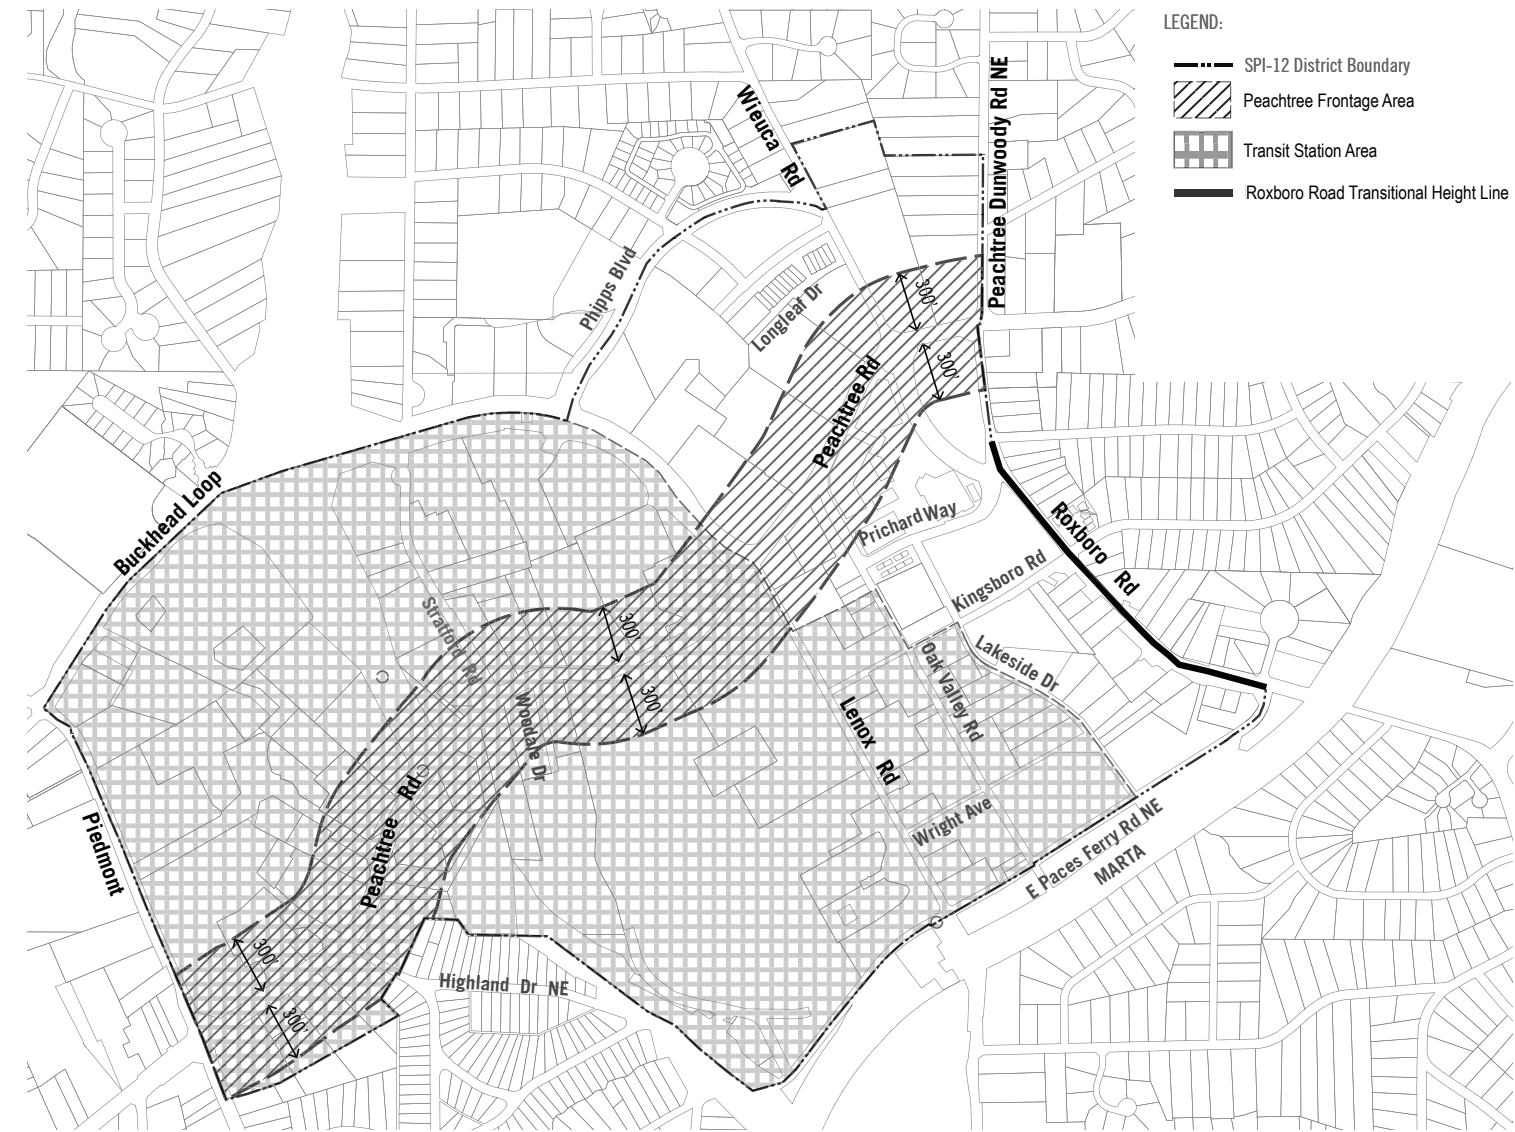 LEGEND:
SPI-12 District Boundary
Peachtree Frontage Area
Transit Station Area
Roxboro Road Transitional Height Line
Wieuca Rd
Peachtree Dunwoody Rd NE
Phipps Blvd
Longleaf Dr
300'
300'
Peachtree Rd
Buckhead Loop
Prichard Way
Roxboro Rd
Kingsboro Rd
Stratford Rd
300'
300'
Lakeside Dr
Oak Valley Rd
Lenox Rd
Woodale Dr
Peachtree Rd
Wright Ave
Piedmont
E Paces Ferry Rd NE
MARTA
300'
300'
Highland Dr NE